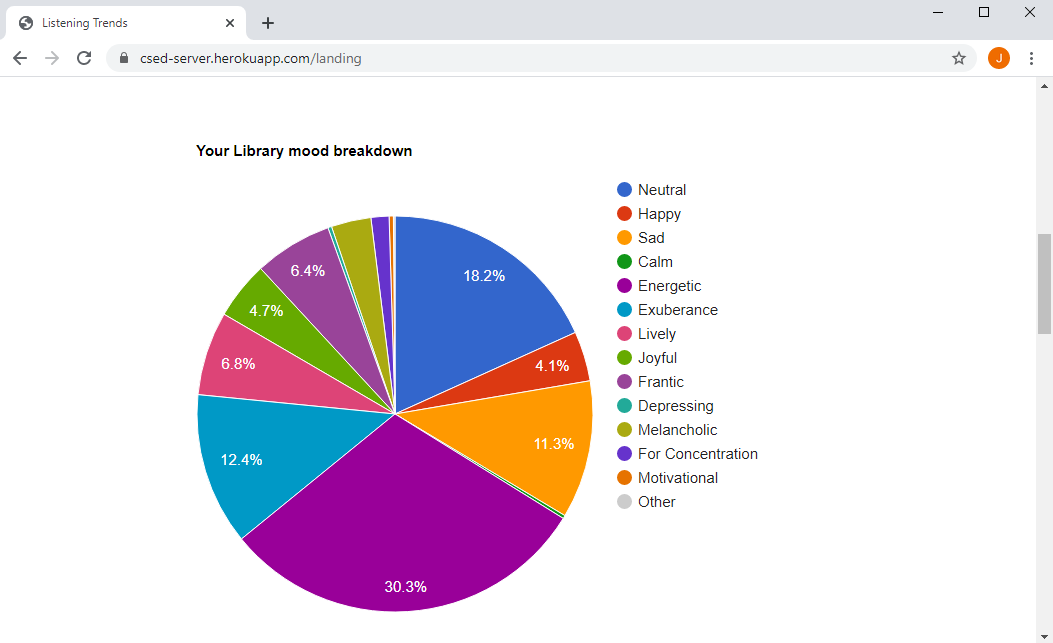 Listening Trends
csed-server.herokuapp.com/landing
J
Your Library mood breakdown
Neutral
Happy
Sad
Calm
Energetic
Exuberance
Lively
Joyful
Frantic
Depressing
Melancholic
For Concentration
Motivational
Other
18.2%
4.1%
11.3%
30.3%
12.4%
6.8%
4.7%
6.4%